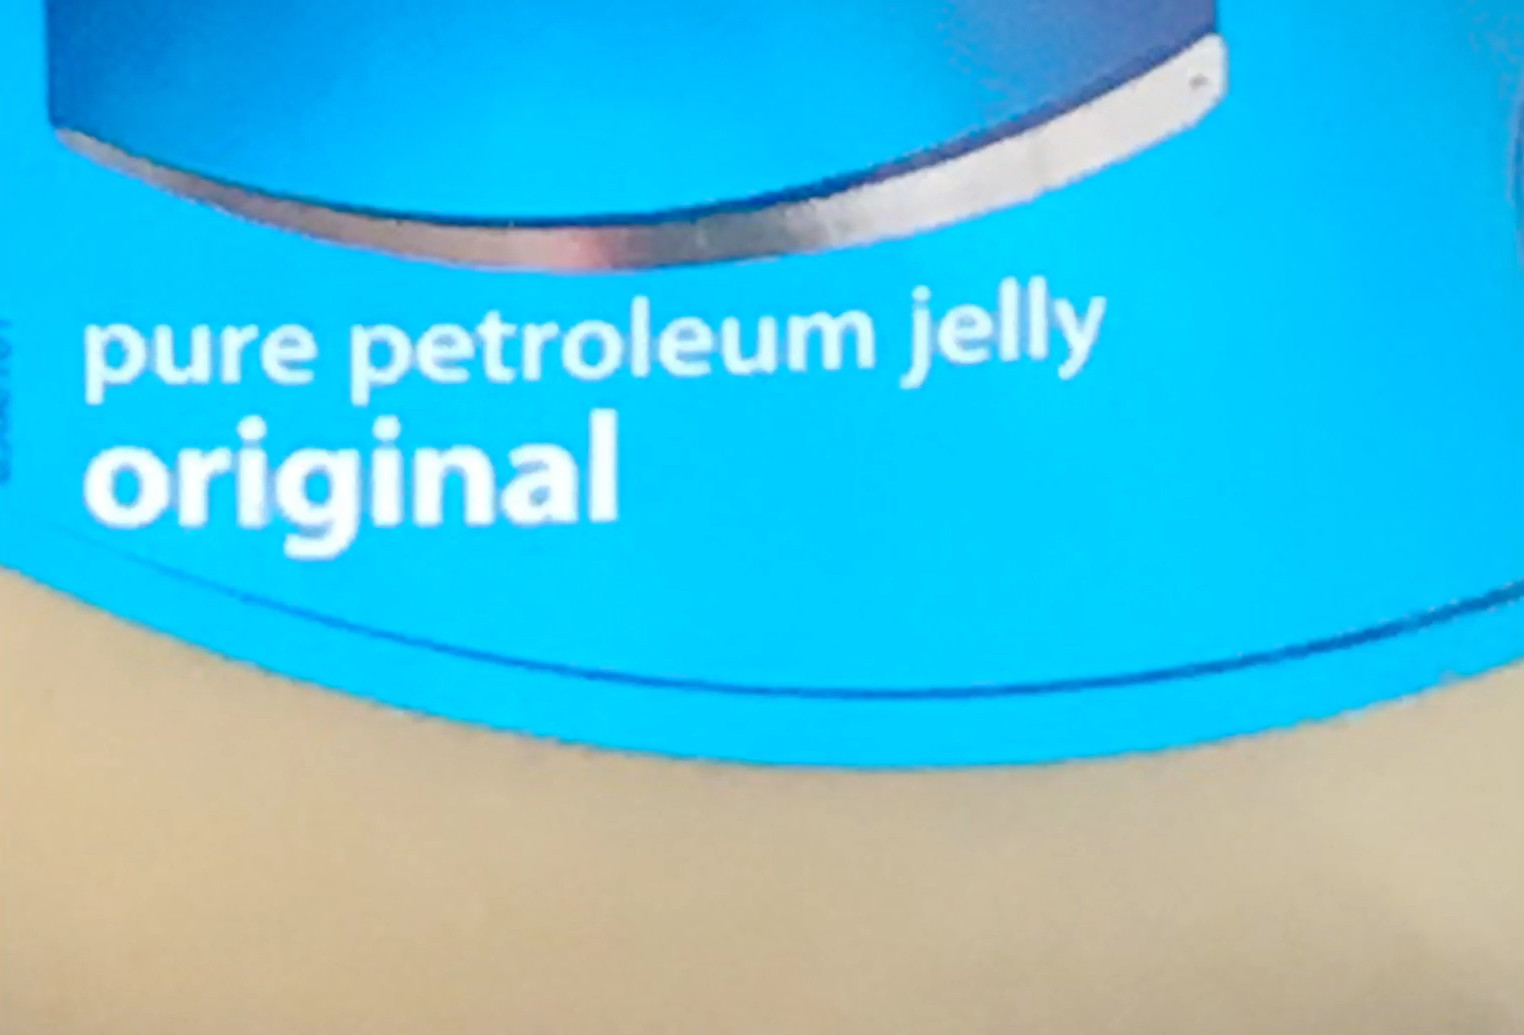 pure petroleum jelly
original